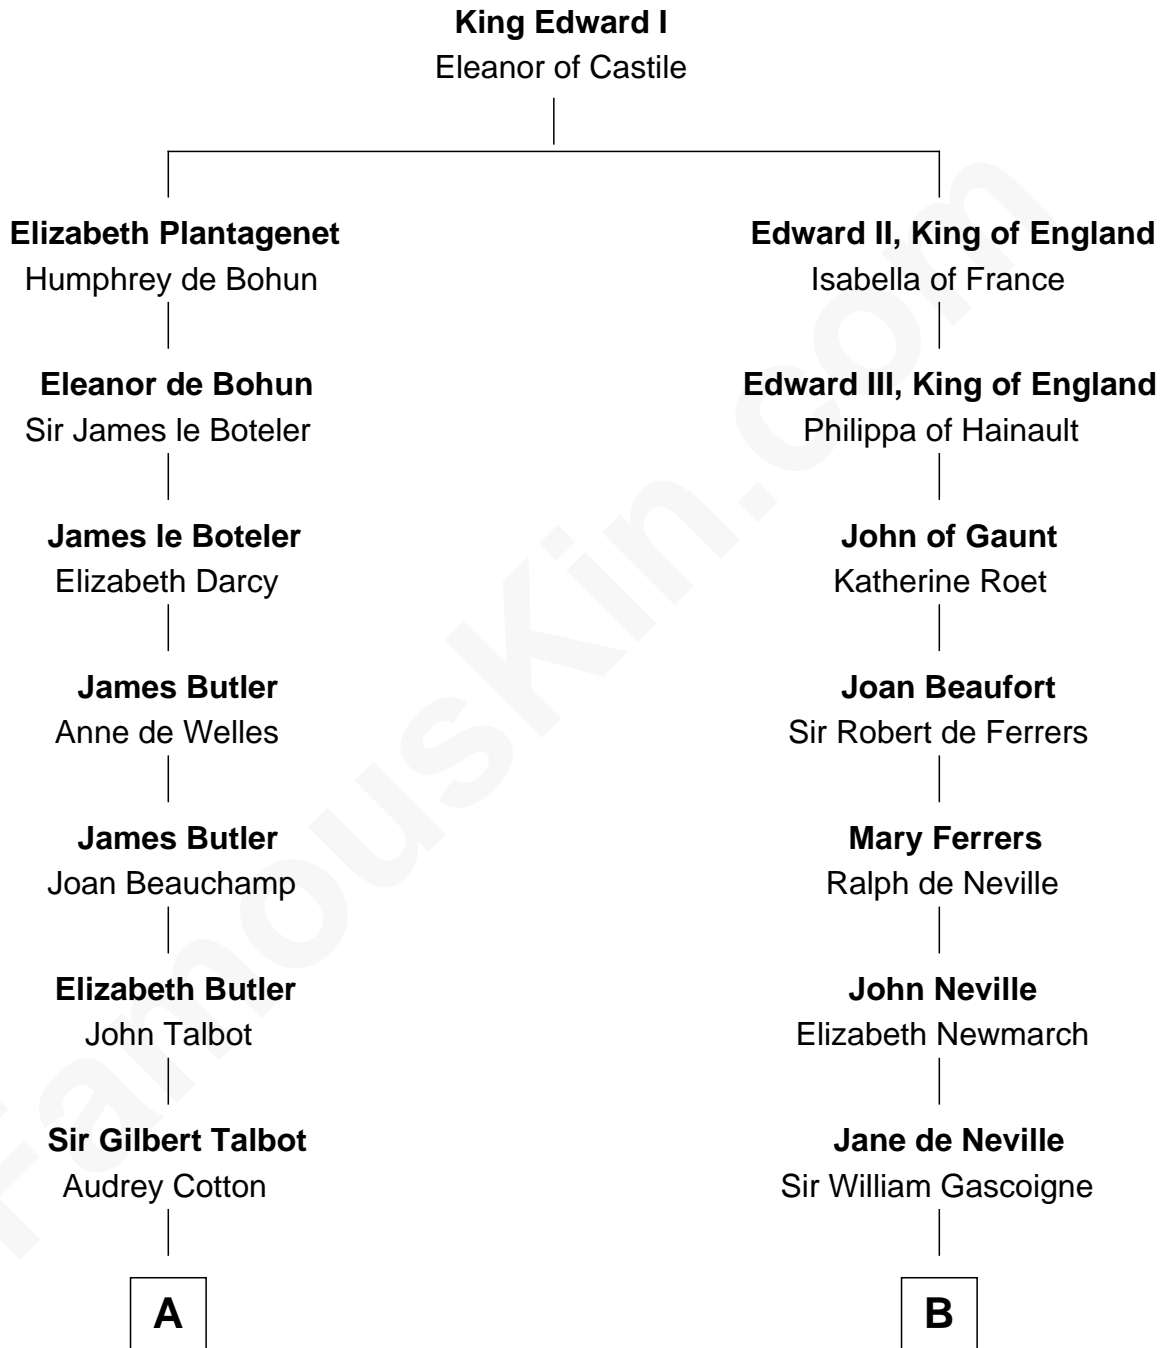 King Edward I
Eleanor of Castile
Elizabeth Plantagenet
Humphrey de Bohun
Edward II, King of England
Isabella of France
Eleanor de Bohun
Sir James le Boteler
Edward III, King of England
Philippa of Hainault
James le Boteler
Elizabeth Darcy
John of Gaunt
Katherine Roet
James Butler
Anne de Welles
Joan Beaufort
Sir Robert de Ferrers
James Butler
Joan Beauchamp
Mary Ferrers
Ralph de Neville
Elizabeth Butler
John Talbot
John Neville
Elizabeth Newmarch
Sir Gilbert Talbot
Audrey Cotton
Jane de Neville
Sir William Gascoigne
A
B
FamousKin.com